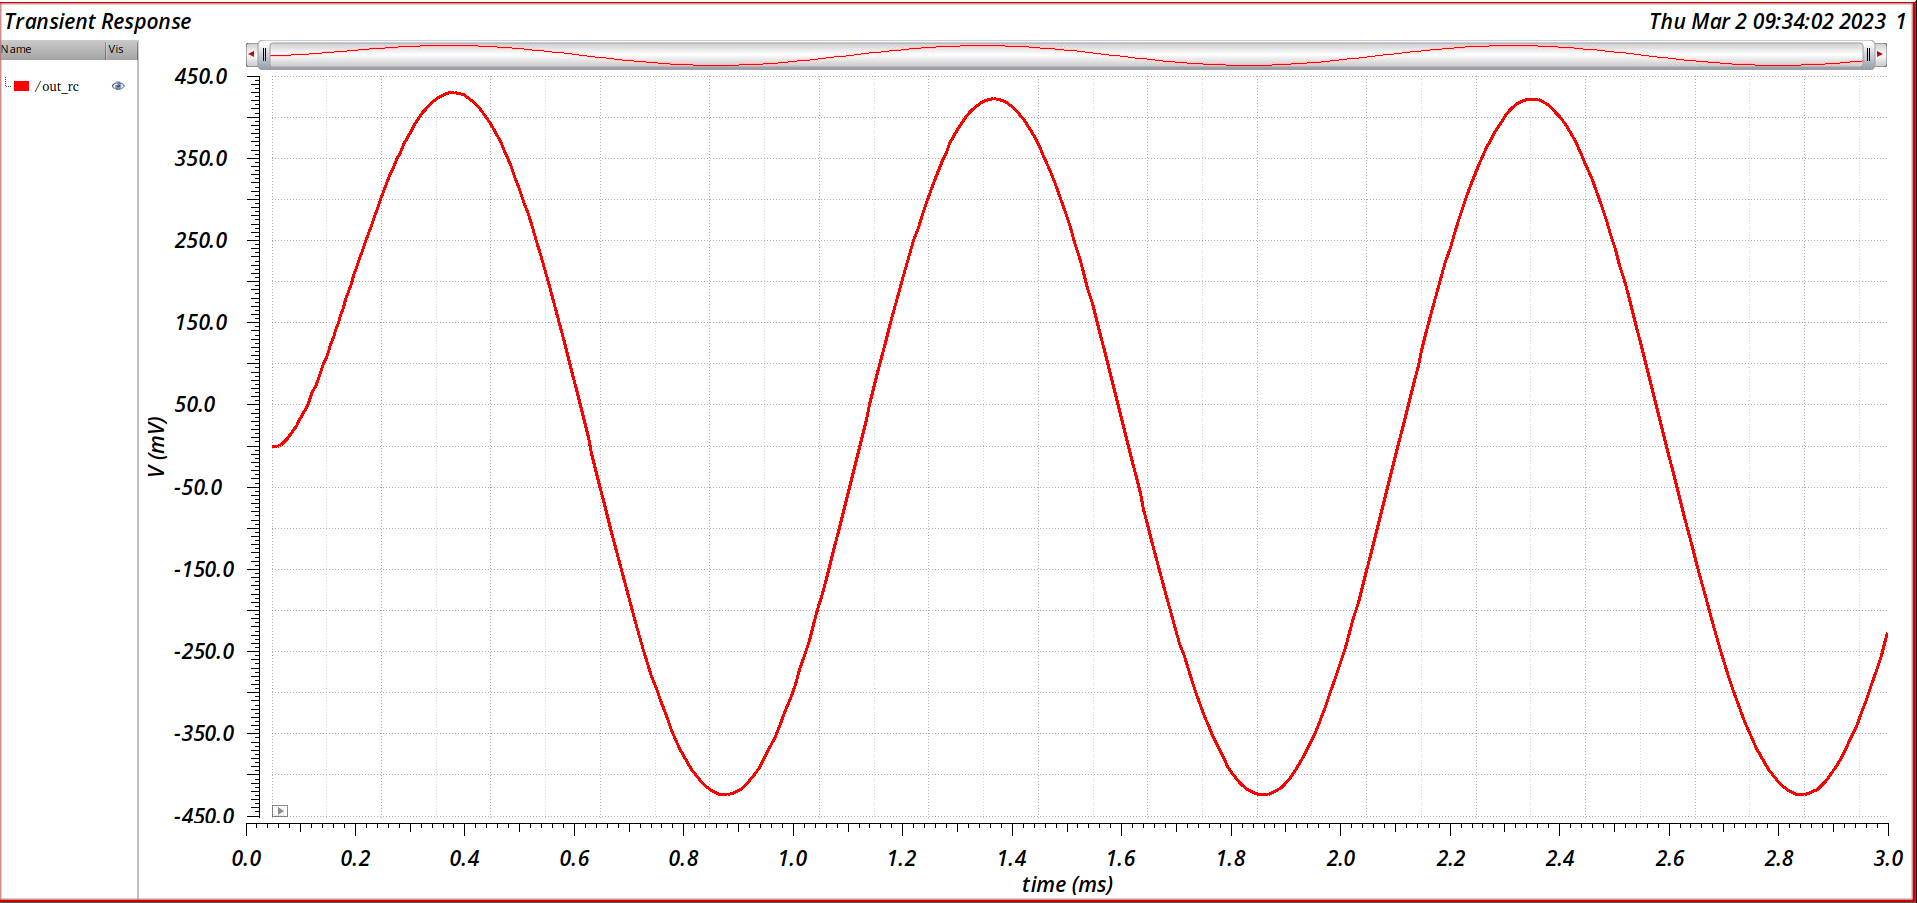 Transient Response
Thu Mar 2 09:34:02 2023 1
Name Vis
/out_rc
450.0
350.0
250.0
150.0
50.0
-50.0
-150.0
-250.0
-350.0
-450.0
V (mV)
0.0 0.2 0.4 0.6 0.8 1.0 1.2 1.4 1.6 1.8 2.0 2.2 2.4 2.6 2.8 3.0
time (ms)